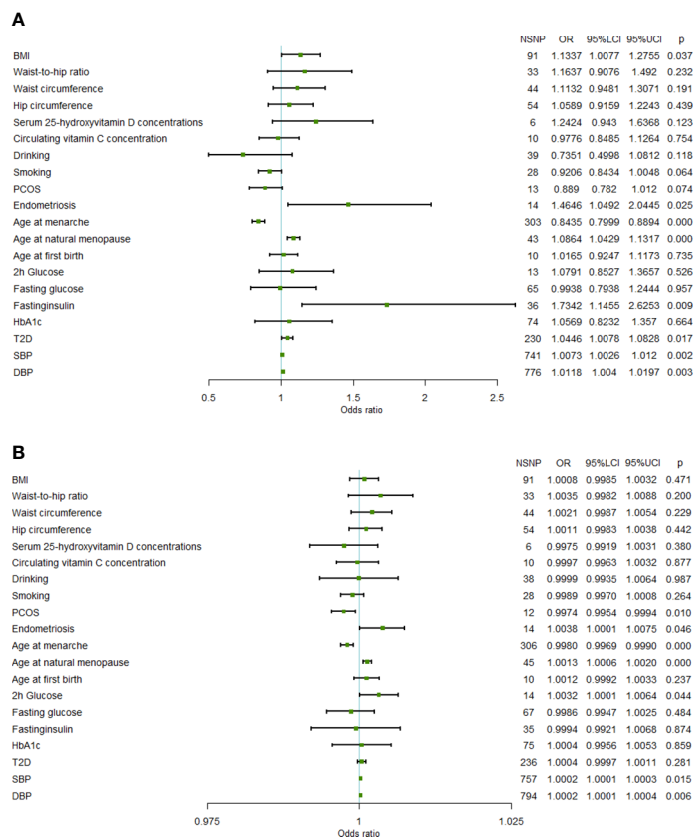 A
NSNP OR 95%LCI 95%UCI p
BMI 91 1.1337 1.0077 1.2755 0.037
Waist-to-hip ratio 33 1.1637 0.9076 1.492 0.232
Waist circumference 44 1.1132 0.9481 1.3071 0.191
Hip circumference 54 1.0589 0.9159 1.2243 0.439
Serum 25-hydroxyvitamin D concentrations 6 1.2424 0.943 1.6368 0.123
Circulating vitamin C concentration 10 0.9776 0.8485 1.1264 0.754
Drinking 39 0.7351 0.4998 1.0812 0.118
Smoking 28 0.9206 0.8434 1.0048 0.064
PCOS 13 0.889 0.782 1.012 0.074
Endometriosis 14 1.4646 1.0492 2.0445 0.025
Age at menarche 303 0.8435 0.7999 0.8894 0.000
Age at natural menopause 43 1.0864 1.0429 1.1317 0.000
Age at first birth 10 1.0165 0.9247 1.1173 0.735
2h Glucose 13 1.0791 0.8527 1.3657 0.526
Fasting glucose 65 0.9938 0.7938 1.2444 0.957
Fastinginsulin 36 1.7342 1.1455 2.6253 0.009
HbA1c 74 1.0569 0.8232 1.357 0.664
T2D 230 1.0446 1.0078 1.0828 0.017
SBP 741 1.0073 1.0026 1.012 0.002
DBP 776 1.0118 1.004 1.0197 0.003
0.5 1 1.5 2 2.5
Odds ratio
B
NSNP OR 95%LCI 95%UCI p
BMI 91 1.0008 0.9985 1.0032 0.471
Waist-to-hip ratio 33 1.0035 0.9982 1.0088 0.200
Waist circumference 44 1.0021 0.9987 1.0054 0.229
Hip circumference 54 1.0011 0.9983 1.0038 0.442
Serum 25-hydroxyvitamin D concentrations 6 0.9975 0.9919 1.0031 0.380
Circulating vitamin C concentration 10 0.9997 0.9963 1.0032 0.877
Drinking 38 0.9999 0.9935 1.0064 0.987
Smoking 28 0.9989 0.9970 1.0008 0.264
PCOS 12 0.9974 0.9954 0.9994 0.010
Endometriosis 14 1.0038 1.0001 1.0075 0.046
Age at menarche 306 0.9980 0.9969 0.9990 0.000
Age at natural menopause 45 1.0013 1.0006 1.0020 0.000
Age at first birth 10 1.0012 0.9992 1.0033 0.237
2h Glucose 14 1.0032 1.0001 1.0064 0.044
Fasting glucose 67 0.9986 0.9947 1.0025 0.484
Fastinginsulin 35 0.9994 0.9921 1.0068 0.874
HbA1c 75 1.0004 0.9956 1.0053 0.859
T2D 236 1.0004 0.9997 1.0011 0.281
SBP 757 1.0002 1.0001 1.0003 0.015
DBP 794 1.0002 1.0001 1.0004 0.006
0.975 1 1.025
Odds ratio